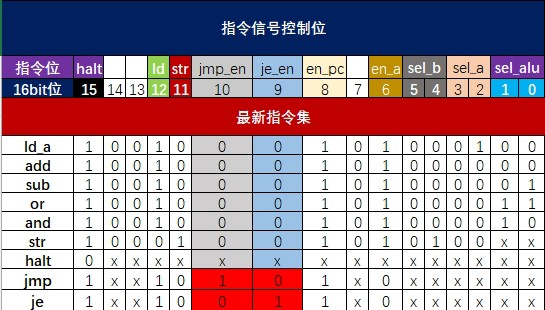 指令信号控制位
指令位 halt ld str jmp_en je_en en_pc en_a sel_b sel_a sel_alu
16bit位 15 14 13 12 11 10 9 8 7 6 5 4 3 2 1 0
最新指令集
ld_a 1 0 0 1 0 0 0 1 0 1 0 0 0 1 0 0
add 1 0 0 1 0 0 0 1 0 1 0 0 0 0 0 0
sub 1 0 0 1 0 0 0 1 0 1 0 0 0 0 0 1
or 1 0 0 1 0 0 0 1 0 1 0 0 0 0 1 1
and 1 0 0 1 0 0 0 1 0 1 0 0 0 0 1 0
str 1 0 0 0 1 0 0 1 0 1 0 1 0 0 x x
halt 0 x x x x x x x x x x x x x x x
jmp 1 x x 1 0 1 0 1 x 0 x x x x x x
je 1 x x 1 0 0 1 1 x 0 x x x x x x